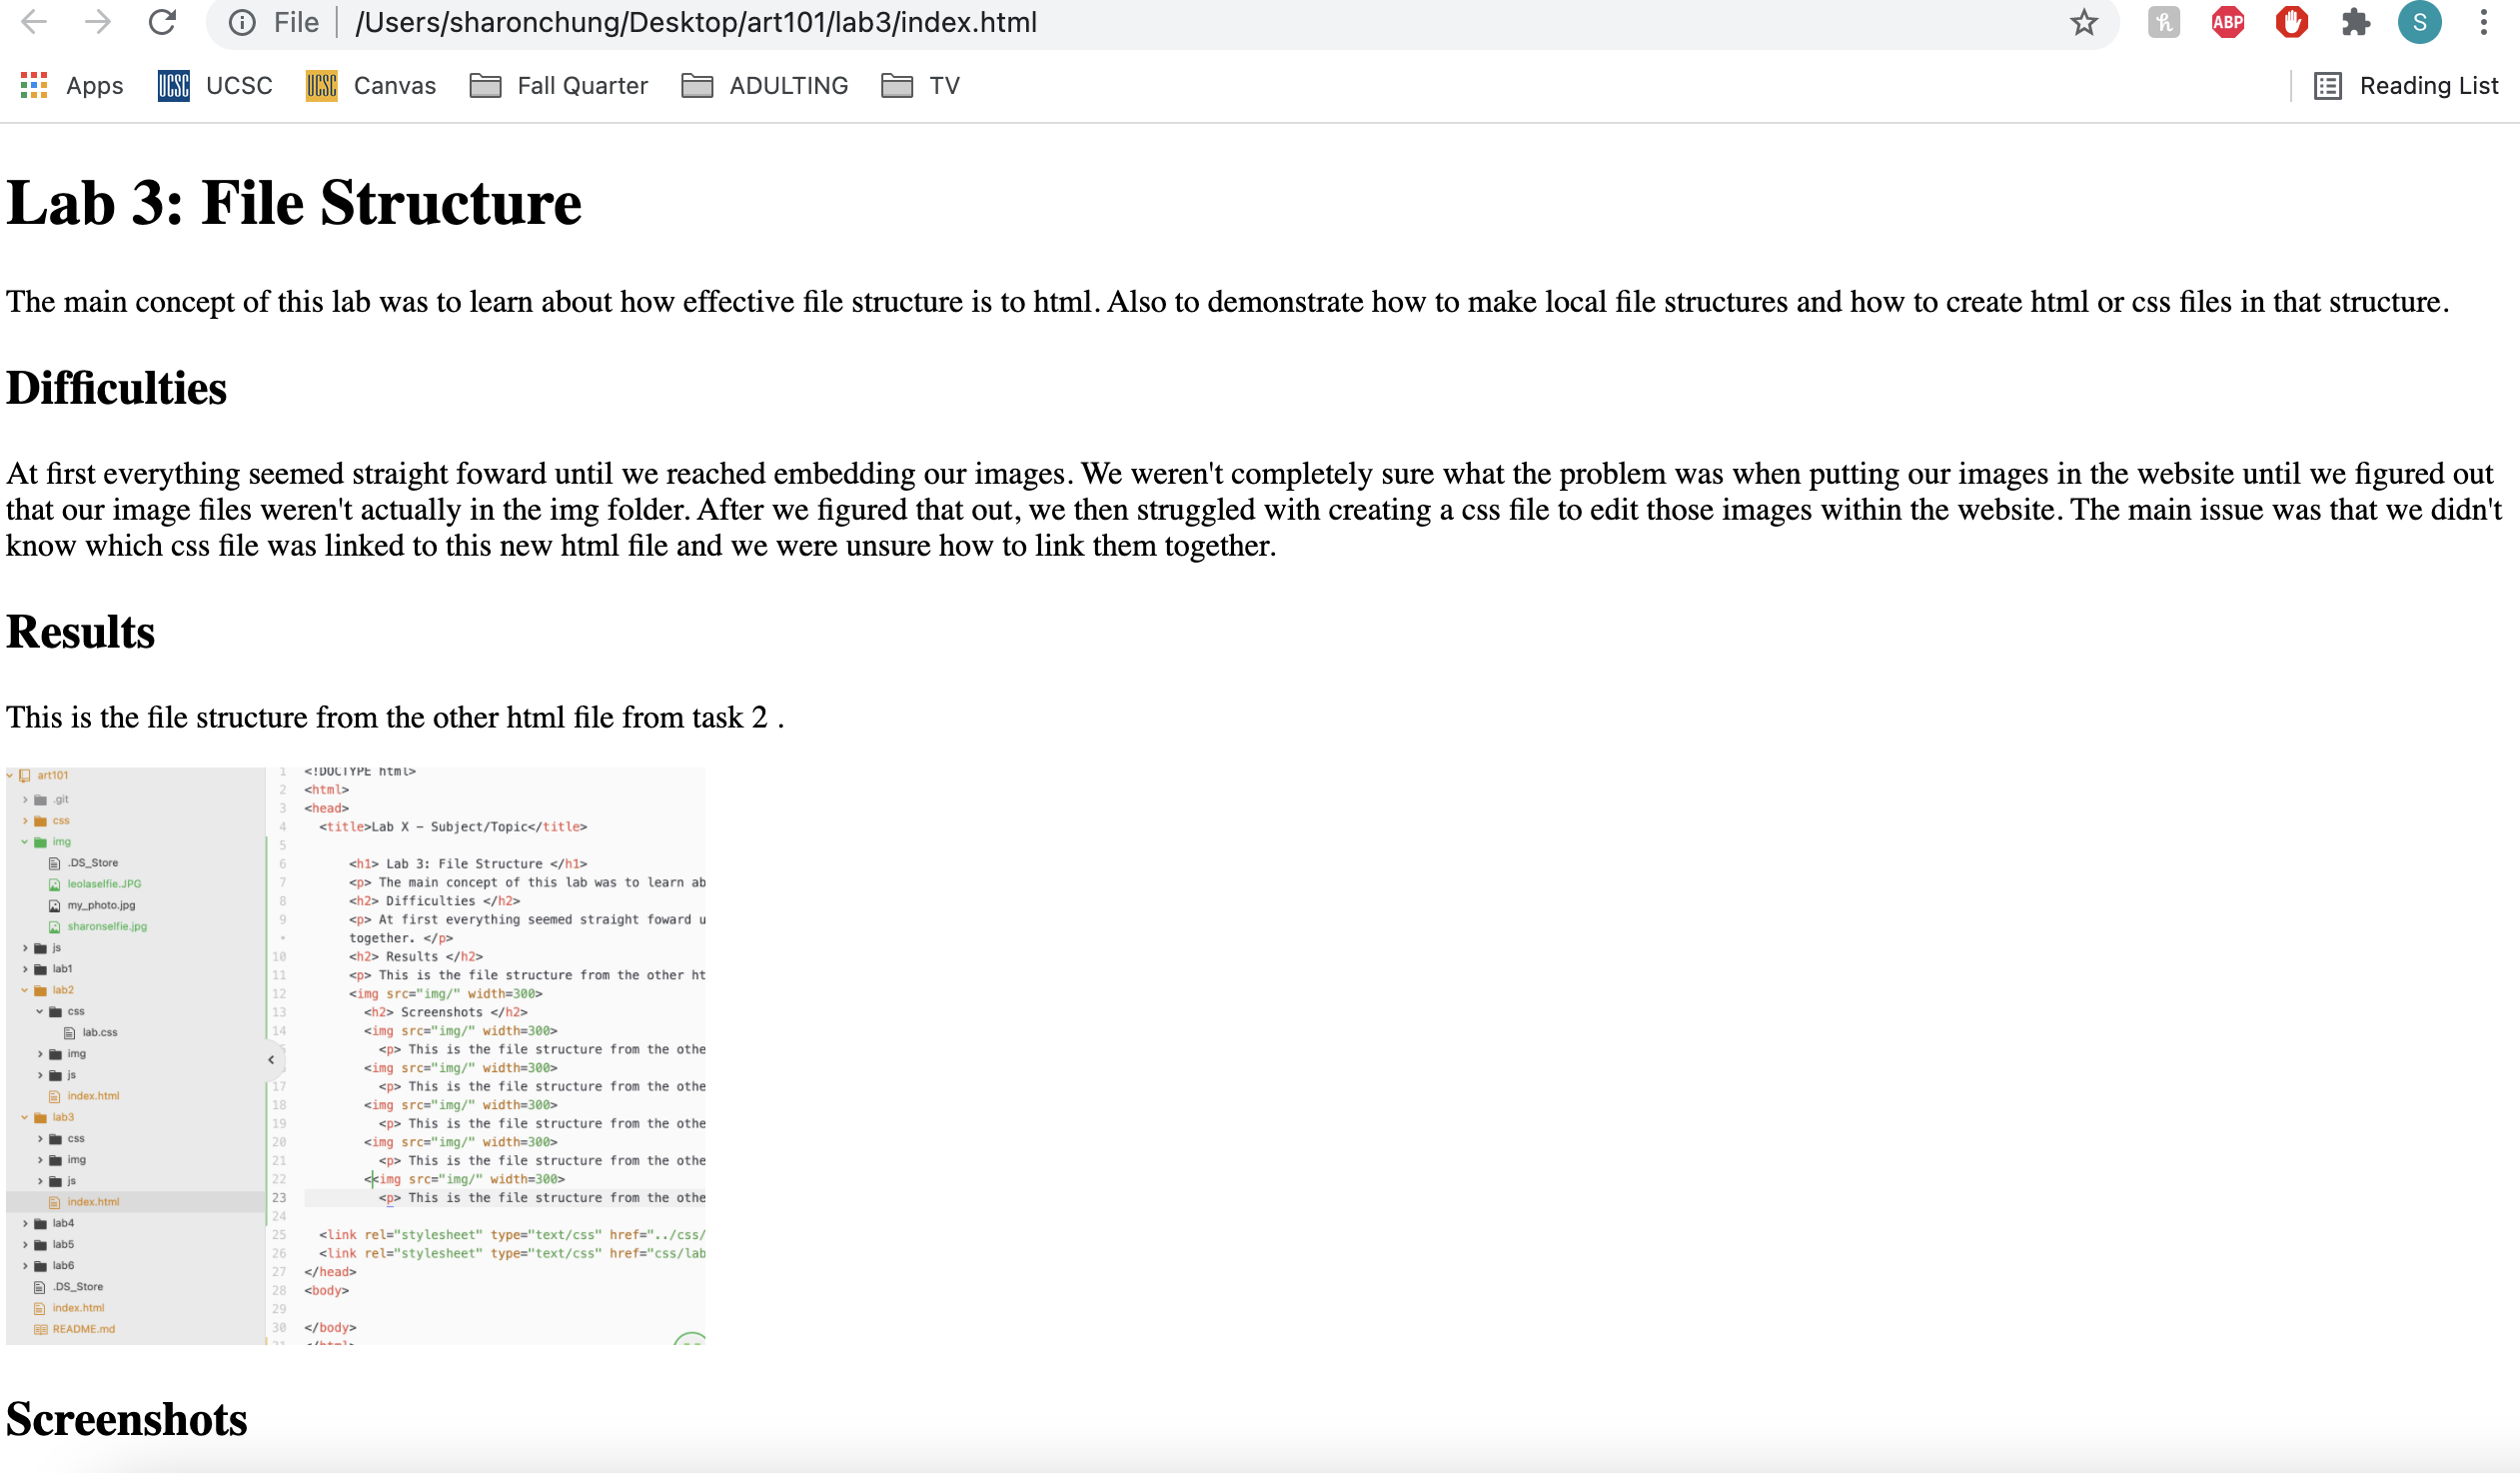 File /Users/sharonchung/Desktop/art101/lab3/index.html
ABP
S
Apps UCSC UCSC UCSC Canvas Fall Quarter ADULTING TV Reading List
Lab 3: File Structure
The main concept of this lab was to learn about how effective file structure is to html. Also to demonstrate how to make local file structures and how to create html or css files in that structure.
Difficulties
At first everything seemed straight foward until we reached embedding our images. We weren't completely sure what the problem was when putting our images in the website until we figured out
that our image files weren't actually in the img folder. After we figured that out, we then struggled with creating a css file to edit those images within the website. The main issue was that we didn't
know which css file was linked to this new html file and we were unsure how to link them together.
Results
This is the file structure from the other html file from task 2 .
art101
.git
css
img
.DS_Store
leolaselfie.JPG
my_photo.jpg
sharonselfie.jpg
js
lab1
lab2
css
lab.css
img
js
index.html
lab3
css
img
js
index.html
lab4
lab5
lab6
.DS_Store
index.html
README.md
1 <!DOCTYPE html>
2 <html>
3 <head>
4 <title>Lab X - Subject/Topic</title>
5
6 <h1> Lab 3: File Structure </h1>
7 <p> The main concept of this lab was to learn ab
8 <h2> Difficulties </h2>
9 <p> At first everything seemed straight foward u
together. </p>
10 <h2> Results </h2>
11 <p> This is the file structure from the other ht
12 <img src="img/" width=300>
13 <h2> Screenshots </h2>
14 <img src="img/" width=300>
<p> This is the file structure from the othe
<img src="img/" width=300>
17 <p> This is the file structure from the othe
18 <img src="img/" width=300>
19 <p> This is the file structure from the othe
20 <img src="img/" width=300>
21 <p> This is the file structure from the othe
22 <<img src="img/" width=300>
23 <p> This is the file structure from the othe
24
25 <link rel="stylesheet" type="text/css" href="../css/
26 <link rel="stylesheet" type="text/css" href="css/lab
27 </head>
28 <body>
29
30 </body>
Screenshots